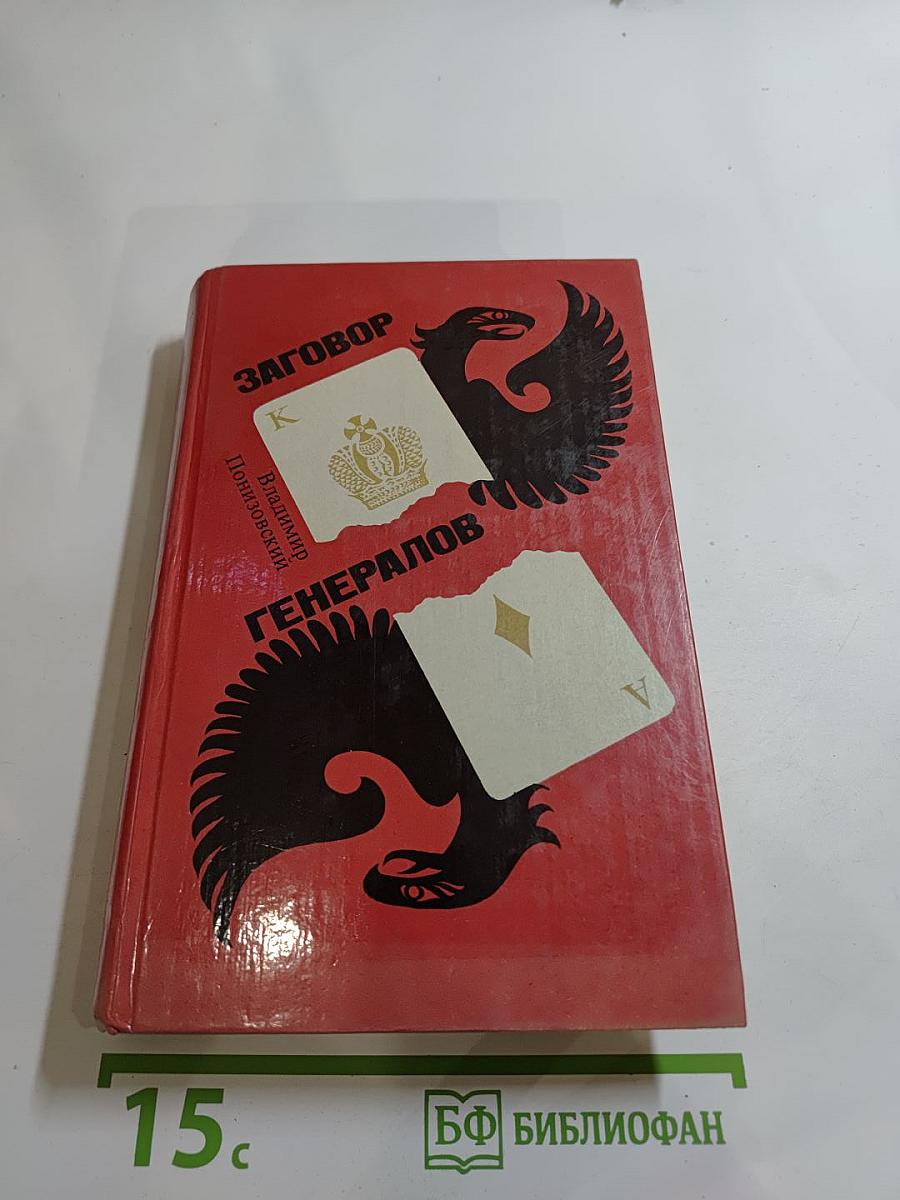 ЗАГОВОР
K
Владимир
Понизовский
ГЕНЕРАЛОВ
A
15с
БФ БИБЛИОФАН